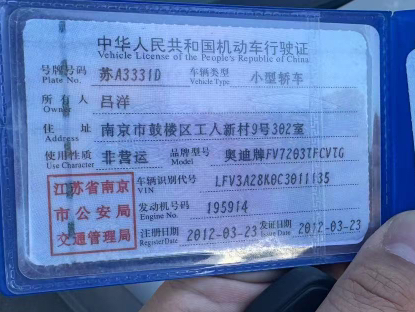 中华人民共和国机动车行驶证
Vehicle License of the People's Republic of China
号牌号码 苏A3331D 车辆类型 小型轿车
Plate No. Vehicle Type
所有人 吕洋
Owner
住址 南京市鼓楼区工人新村9号302室
Address
使用性质 非营运 品牌型号 奥迪牌FV7203TFCVTG
Use Character Model
车辆识别代号 LFV3A28K0C3011135
VIN
发动机号码 195914
Engine No.
注册日期 2012-03-23 发证日期 2012-03-23
Register Date Issue Date
江苏省南京
市公安局
交通管理局